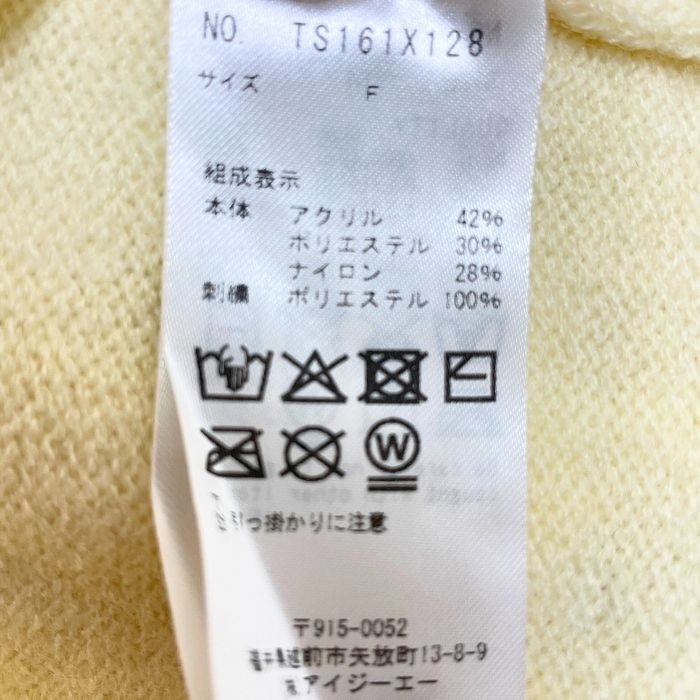 NO. TS161X128
サイズ F
組成表示
本体 アクリル 42%
ポリエステル 30%
ナイロン 28%
刺繍 ポリエステル 100%
W
引っ掛かりに注意
〒915-0052
福井県越前市矢放町13-8-9
㈱アイジーエー